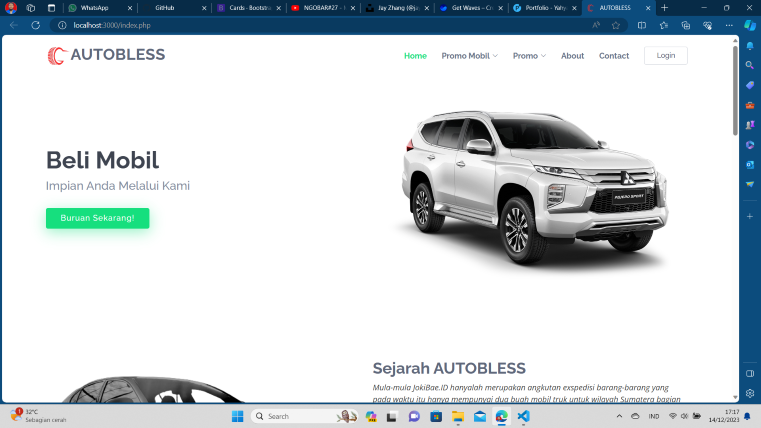 WhatsApp
GitHub
Cards · Bootstra
NGOBAR#27 -
Jay Zhang (@ja
Get Waves – Cr
Portfolio - Yahy
AUTOBLESS
localhost:3000/index.php
AUTOBLESS
Home
Promo Mobil
Promo
About
Contact
Login
Beli Mobil
Impian Anda Melalui Kami
Buruan Sekarang!
PAJERO SPORT
Sejarah AUTOBLESS
Mula-mula JokiBae.ID hanyalah merupakan angkutan exspedisi barang-barang yang
pada waktu itu hanya mempunyai dua buah mobil truk untuk wilayah Sumatera bagian
1
32°C
Sebagian cerah
Search
IND
17:17
14/12/2023